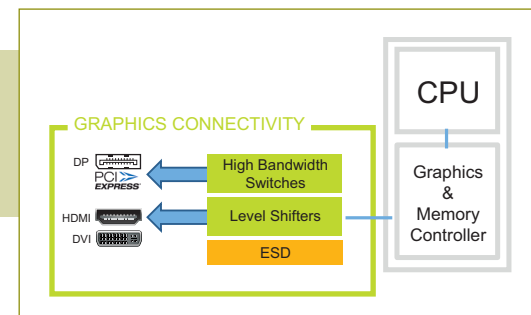 CPU
GRAPHICS CONNECTIVITY
DP
PCI
EXPRESS
High Bandwidth
Switches
HDMI
DVI
Level Shifters
ESD
Graphics
&
Memory
Controller